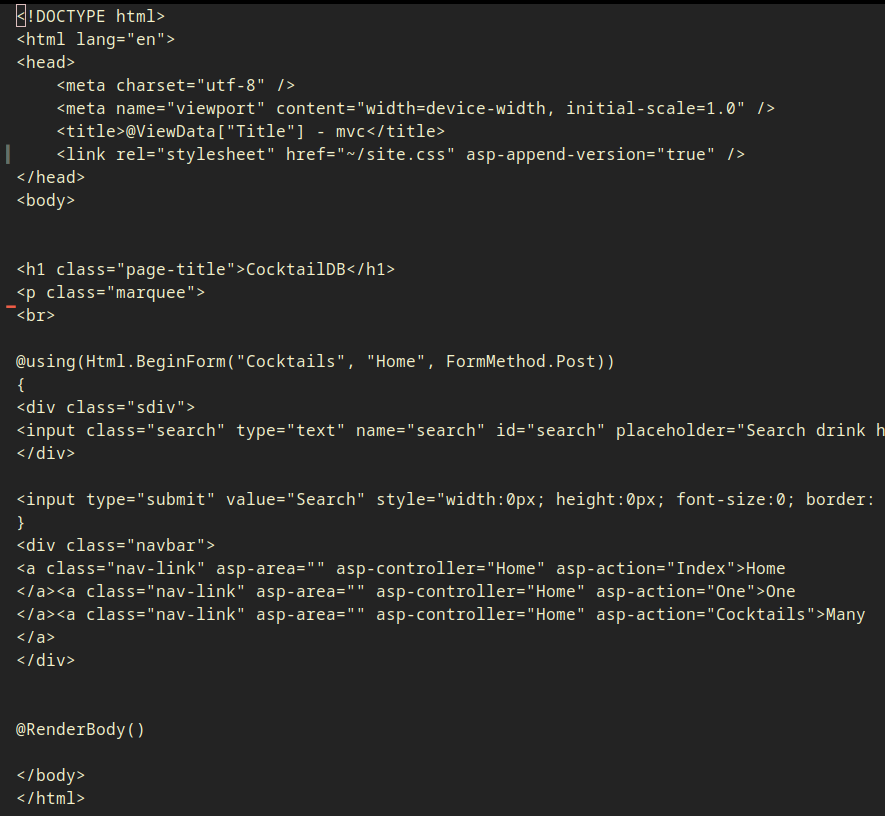 <!DOCTYPE html>
<html lang="en">
<head>
    <meta charset="utf-8" />
    <meta name="viewport" content="width=device-width, initial-scale=1.0" />
    <title>@ViewData["Title"] - mvc</title>
    <link rel="stylesheet" href="~/site.css" asp-append-version="true" />
</head>
<body>
<h1 class="page-title">CocktailDB</h1>
<p class="marquee">
<br>
@using(Html.BeginForm("Cocktails", "Home", FormMethod.Post))
{
<div class="sdiv">
<input class="search" type="text" name="search" id="search" placeholder="Search drink h
</div>
<input type="submit" value="Search" style="width:0px; height:0px; font-size:0; border:
}
<div class="navbar">
<a class="nav-link" asp-area="" asp-controller="Home" asp-action="Index">Home
</a><a class="nav-link" asp-area="" asp-controller="Home" asp-action="One">One
</a><a class="nav-link" asp-area="" asp-controller="Home" asp-action="Cocktails">Many
</a>
</div>
@RenderBody()
</body>
</html>